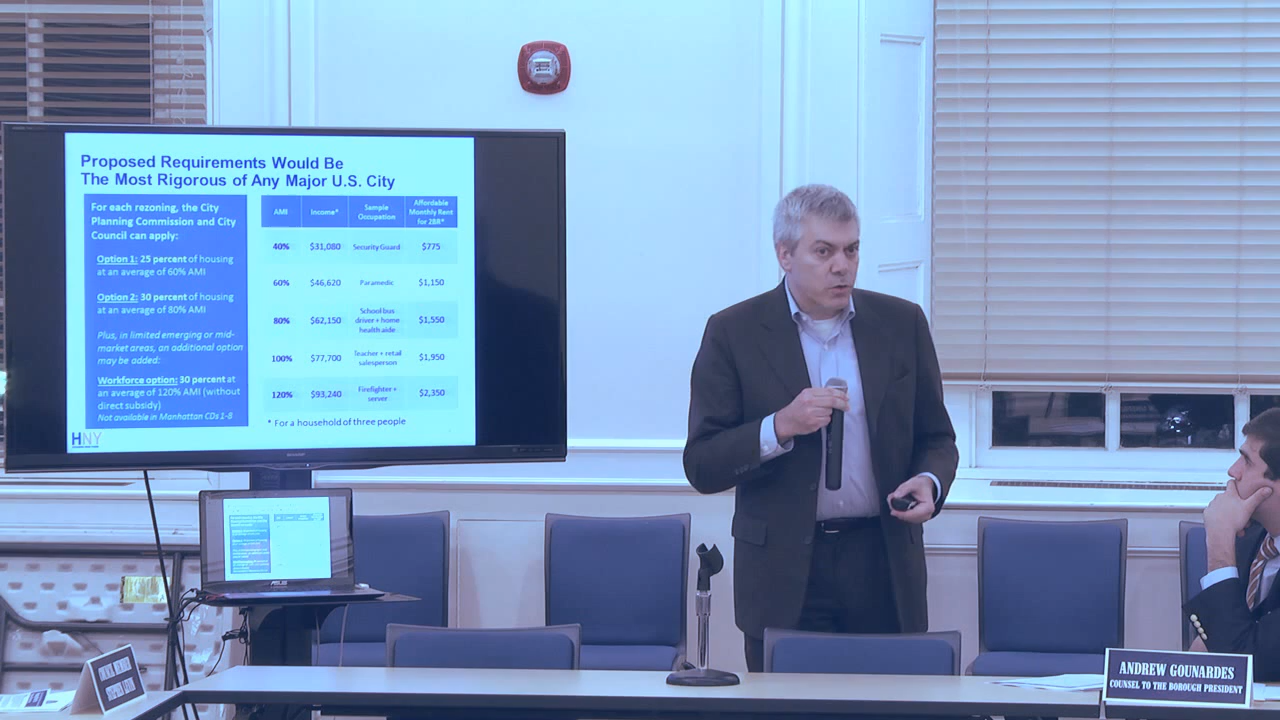 Proposed Requirements Would Be
The Most Rigorous of Any Major U.S. City
For each rezoning, the City
Planning Commission and City
Council can apply:
Option 1: 25 percent of housing
at an average of 60% AMI
Option 2: 30 percent of housing
at an average of 80% AMI
Plus, in limited emerging or mid-
market areas, an additional option
may be added:
Workforce option: 30 percent at
an average of 120% AMI (without
direct subsidy)
Not available in Manhattan CDs 1-8
AMI Income* Sample Occupation Affordable Monthly Rent for 2BR*
40% $31,080 Security Guard $775
60% $46,620 Paramedic $1,150
80% $62,150 School bus driver + home health aide $1,550
100% $77,700 Teacher + retail salesperson $1,950
120% $93,240 Firefighter + server $2,350
* For a household of three people
HNY
SHARP
ASUS
COUNCIL MEMBER
STEPHEN LEVIN
ANDREW GOUNARDES
COUNSEL TO THE BOROUGH PRESIDENT